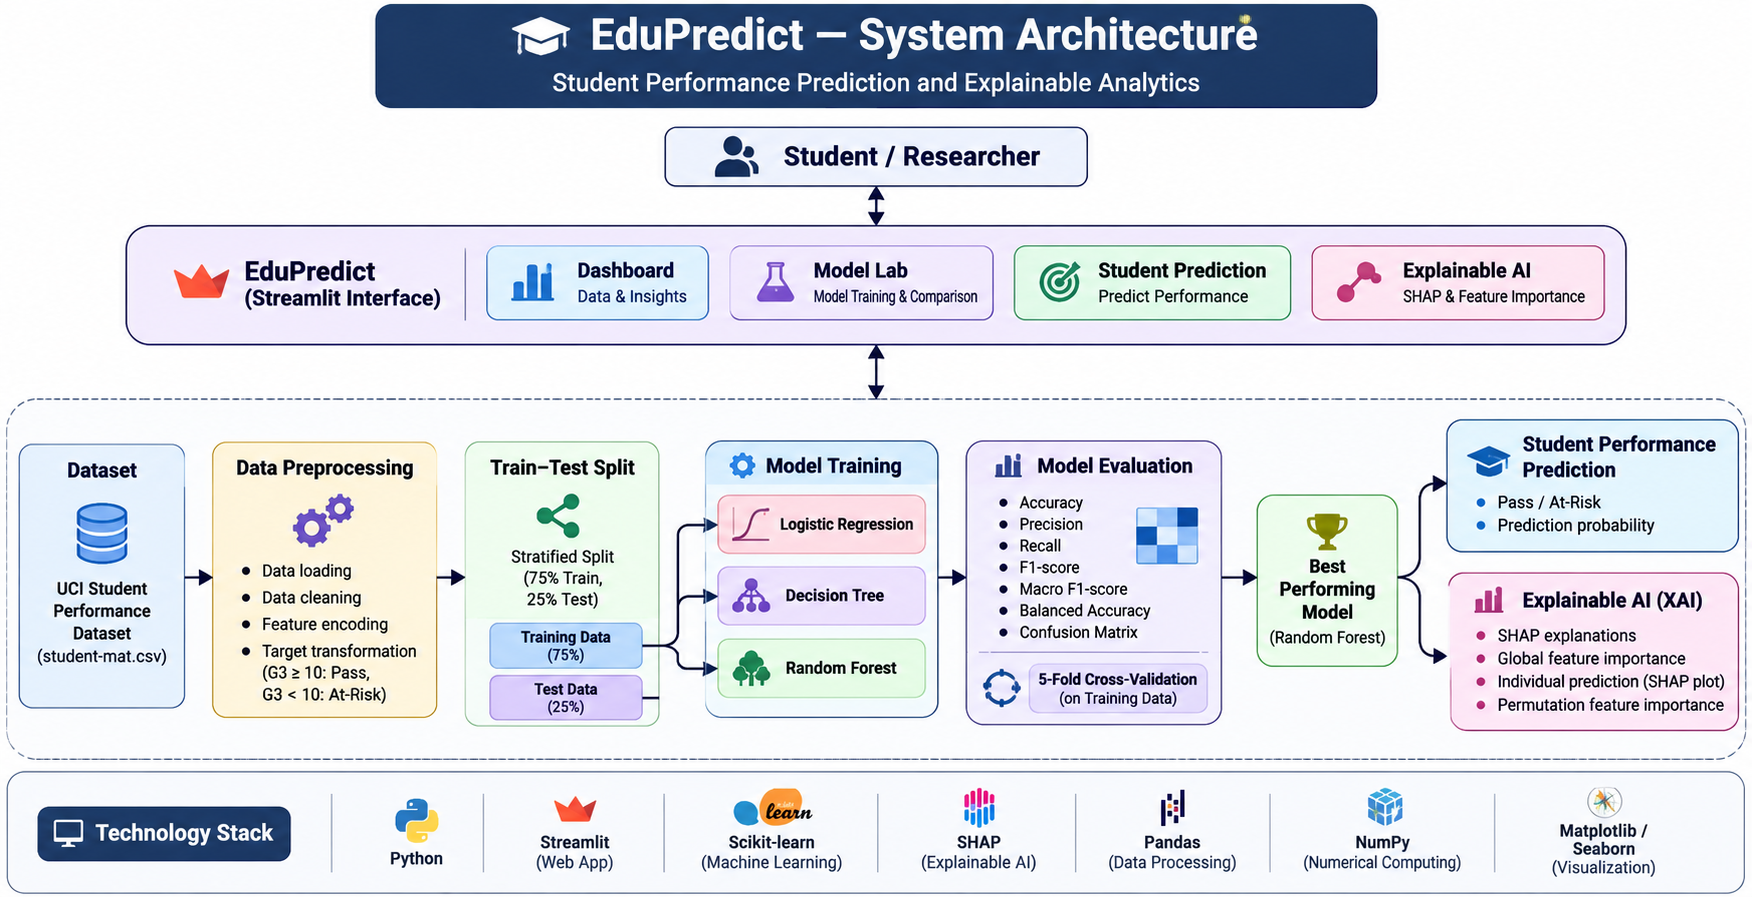 EduPredict — System Architecture
Student Performance Prediction and Explainable Analytics
Student / Researcher
EduPredict
(Streamlit Interface)
Dashboard
Data & Insights
Model Lab
Model Training & Comparison
Student Prediction
Predict Performance
Explainable AI
SHAP & Feature Importance
Dataset
UCI Student
Performance
Dataset
(student-mat.csv)
Data Preprocessing
Data loading
Data cleaning
Feature encoding
Target transformation
(G3 ≥ 10: Pass,
G3 < 10: At-Risk)
Train–Test Split
Stratified Split
(75% Train,
25% Test)
Training Data
(75%)
Test Data
(25%)
Model Training
Logistic Regression
Decision Tree
Random Forest
Model Evaluation
Accuracy
Precision
Recall
F1-score
Macro F1-score
Balanced Accuracy
Confusion Matrix
5-Fold Cross-Validation
(on Training Data)
Best
Performing
Model
(Random Forest)
Student Performance
Prediction
Pass / At-Risk
Prediction probability
Explainable AI (XAI)
SHAP explanations
Global feature importance
Individual prediction (SHAP plot)
Permutation feature importance
Technology Stack
Python
Streamlit
(Web App)
learn
Scikit-learn
(Machine Learning)
SHAP
(Explainable AI)
Pandas
(Data Processing)
NumPy
(Numerical Computing)
Matplotlib /
Seaborn
(Visualization)